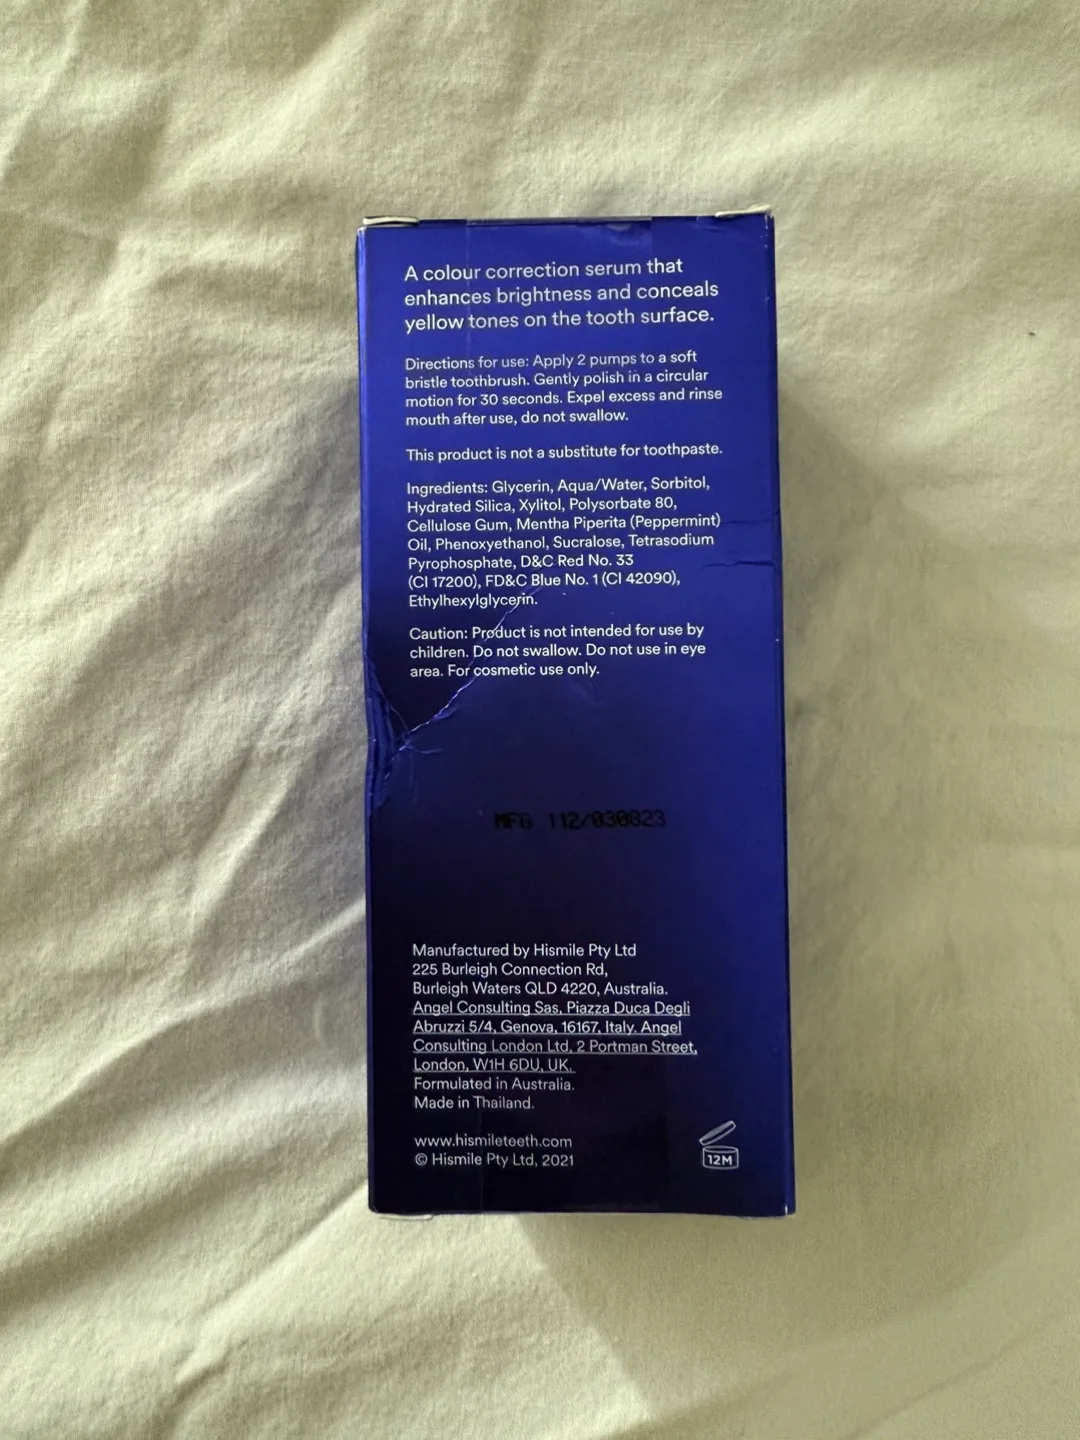 A colour correction serum that
enhances brightness and conceals
yellow tones on the tooth surface.
Directions for use: Apply 2 pumps to a soft
bristle toothbrush. Gently polish in a circular
motion for 30 seconds. Expel excess and rinse
mouth after use, do not swallow.
This product is not a substitute for toothpaste.
Ingredients: Glycerin, Aqua/Water, Sorbitol,
Hydrated Silica, Xylitol, Polysorbate 80,
Cellulose Gum, Mentha Piperita (Peppermint)
Oil, Phenoxyethanol, Sucralose, Tetrasodium
Pyrophosphate, D&C Red No. 33
(CI 17200), FD&C Blue No. 1 (CI 42090),
Ethylhexylglycerin.
Caution: Product is not intended for use by
children. Do not swallow. Do not use in eye
area. For cosmetic use only.
MFG 112/030823
Manufactured by Hismile Pty Ltd
225 Burleigh Connection Rd,
Burleigh Waters QLD 4220, Australia.
Angel Consulting Sas, Piazza Duca Degli
Abruzzi 5/4, Genova, 16167, Italy. Angel
Consulting London Ltd, 2 Portman Street,
London, W1H 6DU, UK.
Formulated in Australia.
Made in Thailand.
www.hismileteeth.com
© Hismile Pty Ltd, 2021
12M